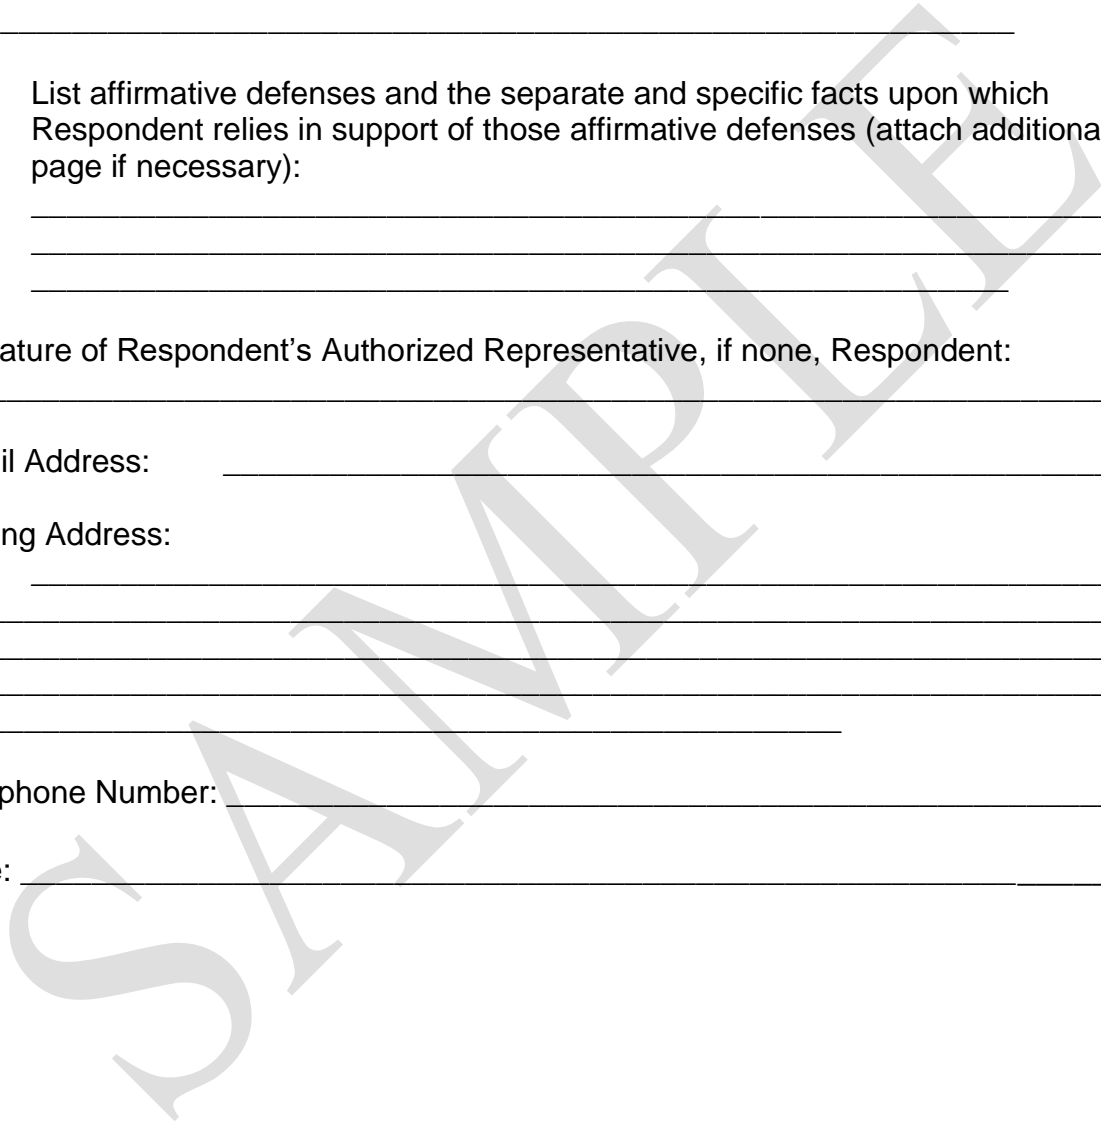 List affirmative defenses and the separate and specific facts upon which
Respondent relies in support of those affirmative defenses (attach additiona
page if necessary):
ature of Respondent’s Authorized Representative, if none, Respondent:
il Address:
ng Address:
phone Number:
e:
SAMPLE